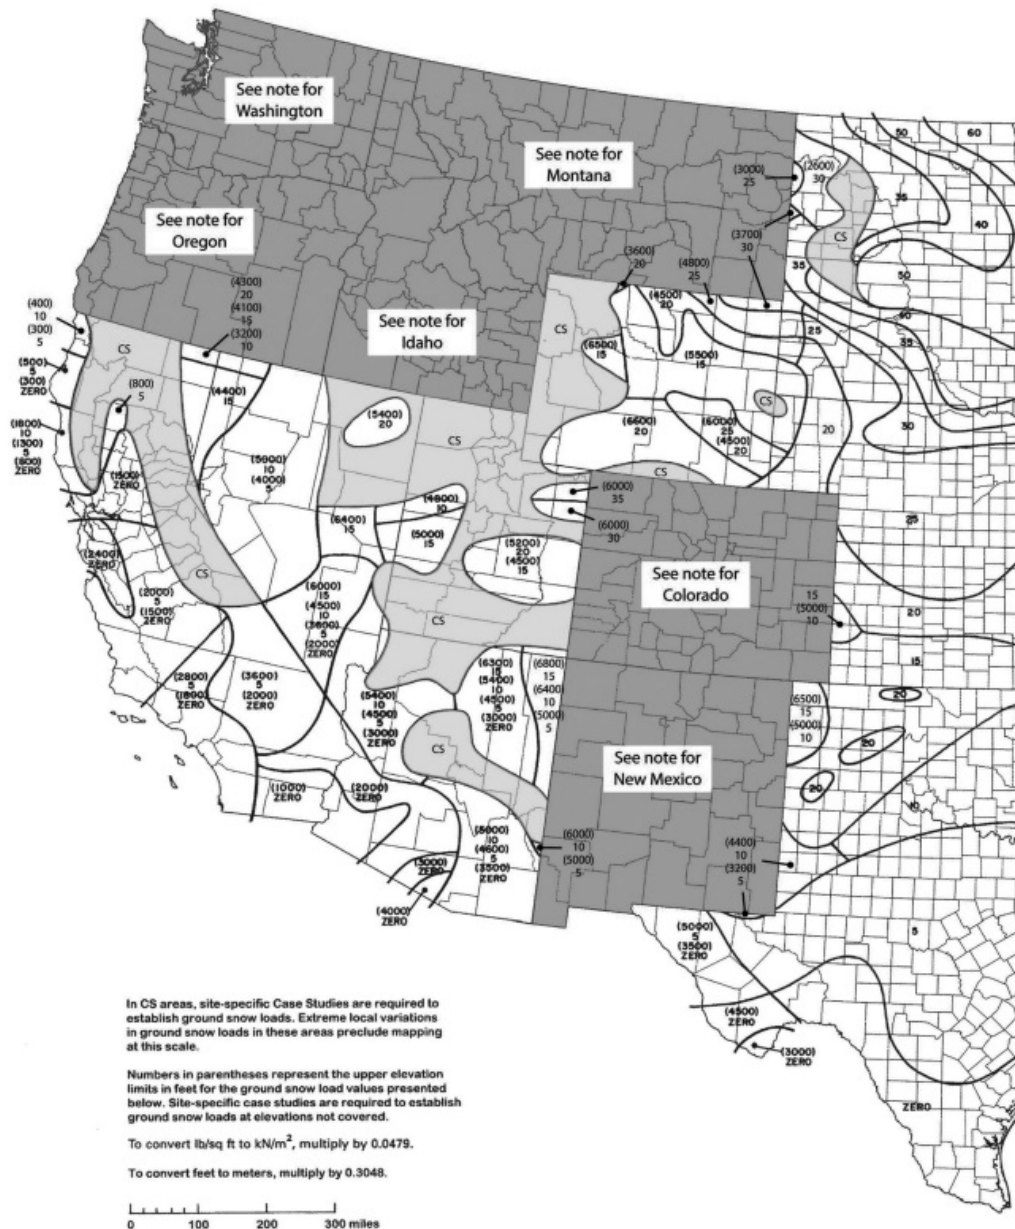 See note for
Washington
See note for
Montana
(3000)
25
(2600)
30
50
60
35
40
CS
See note for
Oregon
(3700)
30
35
50
(3600)
20
(4800)
25
(4300)
20
(4100)
15
(3200)
10
See note for
Idaho
(400)
10
(300)
5
(500)
5
(300)
ZERO
(1800)
10
(1300)
5
(800)
ZERO
CS
(800)
5
(4400)
15
CS
(4500)
20
(6500)
15
(5500)
15
25
40
35
CS
(5400)
20
CS
(6600)
20
(6000)
25
(4500)
20
20
30
(1500)
ZERO
(5800)
10
(4000)
5
(4800)
10
CS
(6000)
35
(6000)
30
25
(6400)
15
(5000)
15
(5200)
20
(4500)
15
(2400)
ZERO
CS
(2000)
5
(1500)
ZERO
(6000)
15
(4500)
10
(3600)
5
(2000)
ZERO
CS
See note for
Colorado
15
(5000)
10
20
15
(2800)
5
(1800)
ZERO
(3600)
5
(2000)
ZERO
(5400)
10
(4500)
5
(3000)
ZERO
(6300)
15
(5400)
10
(4500)
5
(3000)
ZERO
(6800)
15
(6400)
10
(5000)
5
CS
See note for
New Mexico
(6500)
15
(5000)
10
20
20
20
10
(1000)
ZERO
(2000)
ZERO
(3000)
ZERO
(4000)
ZERO
(5000)
10
(4600)
5
(3500)
ZERO
(6000)
10
(5000)
5
(4400)
10
(3200)
5
(5000)
5
(3500)
ZERO
5
(4500)
ZERO
(3000)
ZERO
ZERO
In CS areas, site-specific Case Studies are required to
establish ground snow loads. Extreme local variations
in ground snow loads in these areas preclude mapping
at this scale.
Numbers in parentheses represent the upper elevation
limits in feet for the ground snow load values presented
below. Site-specific case studies are required to establish
ground snow loads at elevations not covered.
To convert lb/sq ft to kN/m², multiply by 0.0479.
To convert feet to meters, multiply by 0.3048.
0 100 200 300 miles